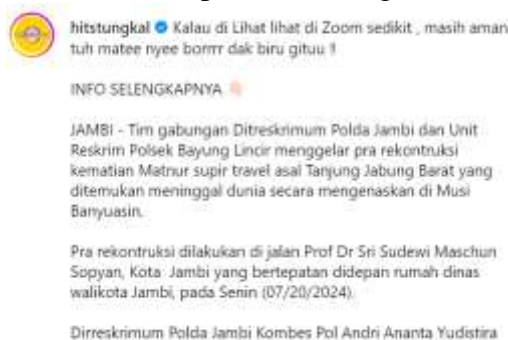 hitstungkal Kalau di Lihat lihat di Zoom sedikit , masih aman
tuh matee nyee borrrr dak biru gituu !!
INFO SELENGKAPNYA
JAMBI - Tim gabungan Ditreskrimum Polda Jambi dan Unit
Reskrim Polsek Bayung Lincir menggelar pra rekontruksi
kematian Matnur supir travel asal Tanjung Jabung Barat yang
ditemukan meninggal dunia secara mengenaskan di Musi
Banyuasin.
Pra rekontruksi dilakukan di jalan Prof Dr Sri Sudewi Maschun
Sopyan, Kota Jambi yang bertepatan didepan rumah dinas
walikota Jambi, pada Senin (07/20/2024).
Dirreskrimum Polda Jambi Kombes Pol Andri Ananta Yudistira